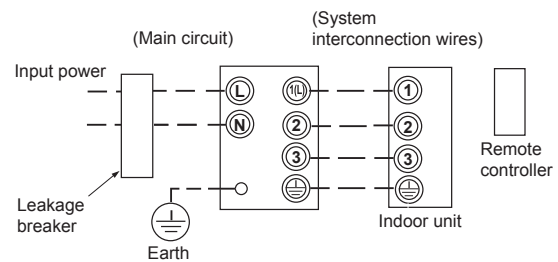 (Main circuit)
(System
interconnection wires)
Input power
L
N
1(L)
2
3
1
2
3
Remote
controller
Leakage
breaker
Earth
Indoor unit